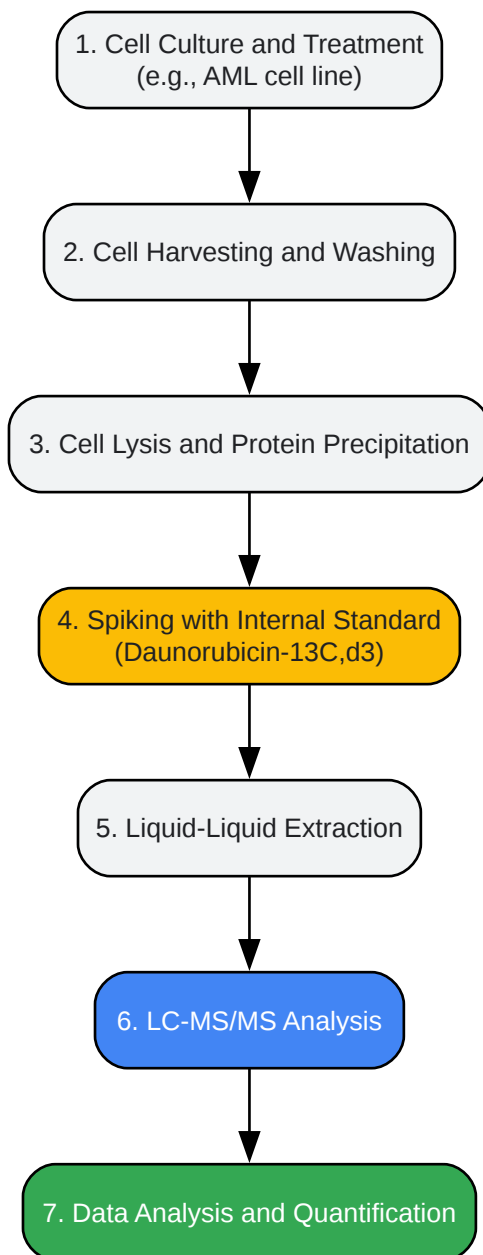 1. Cell Culture and Treatment
(e.g., AML cell line)
2. Cell Harvesting and Washing
3. Cell Lysis and Protein Precipitation
4. Spiking with Internal Standard
(Daunorubicin-13C,d3)
5. Liquid-Liquid Extraction
6. LC-MS/MS Analysis
7. Data Analysis and Quantification